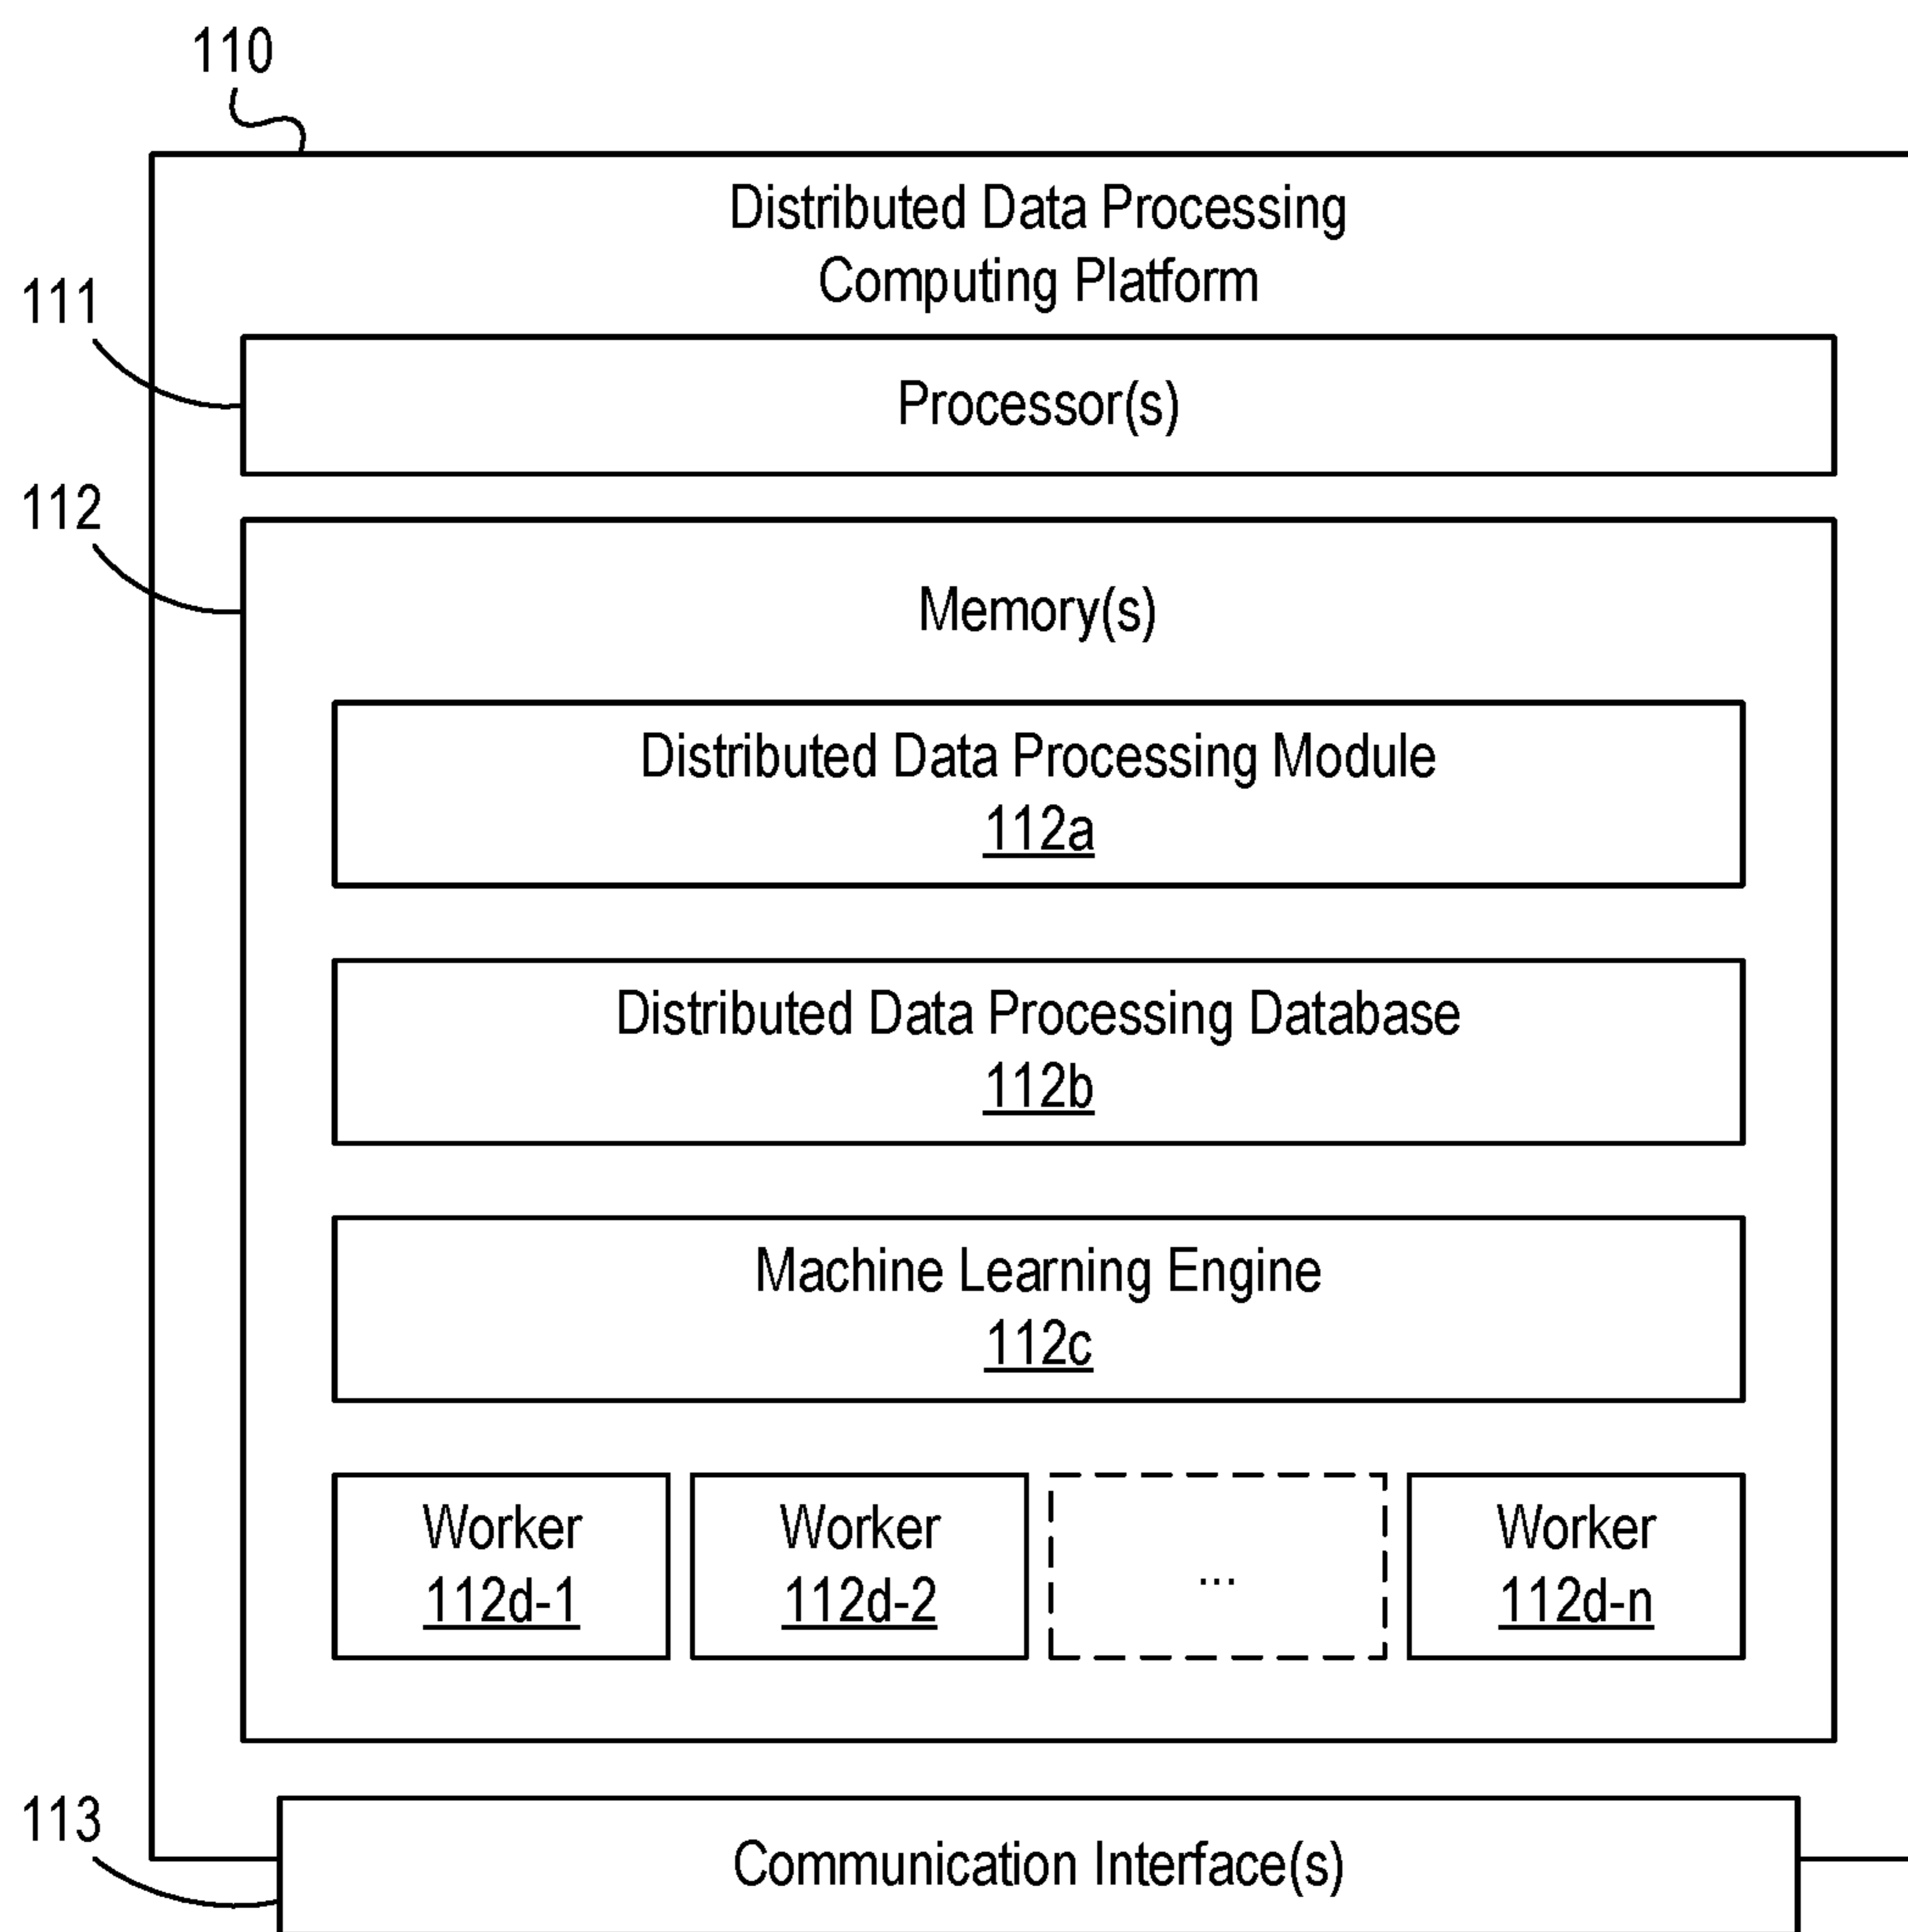 110
Distributed Data Processing
Computing Platform
111
Processor(s)
112
Memory(s)
Distributed Data Processing Module
112a
Distributed Data Processing Database
112b
Machine Learning Engine
112c
Worker
112d-1
Worker
112d-2
...
Worker
112d-n
113
Communication Interface(s)